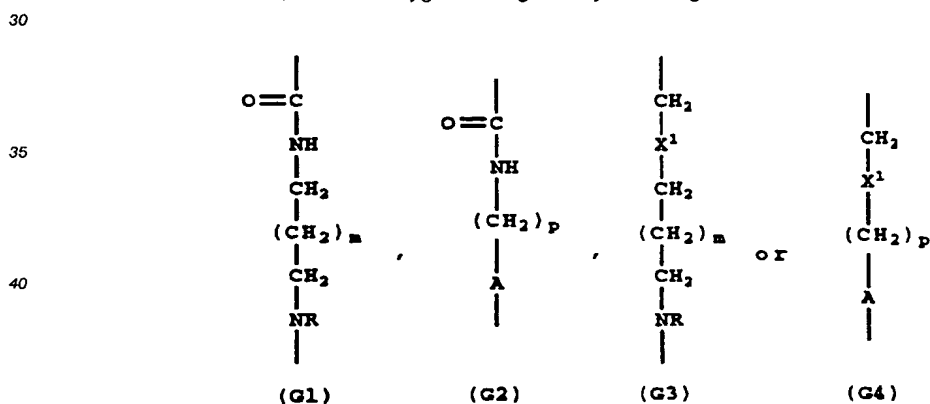 30
O=C
NH
CH₂
(CH₂)ₘ
CH₂
NR
(G1)
,
O=C
NH
(CH₂)ₚ
A
(G2)
,
CH₂
X¹
CH₂
(CH₂)ₘ
CH₂
NR
(G3)
or
CH₂
X¹
(CH₂)ₚ
A
(G4)
35
40